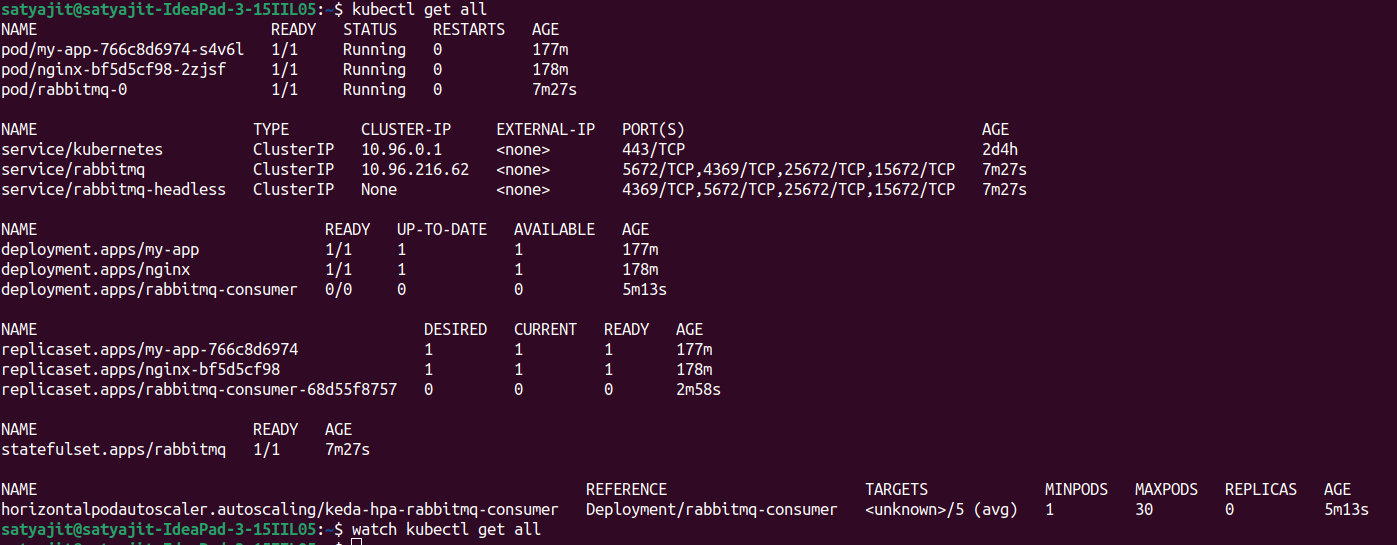 satyajit@satyajit-IdeaPad-3-15IIL05:~$ kubectl get all
NAME READY STATUS RESTARTS AGE
pod/my-app-766c8d6974-s4v6l 1/1 Running 0 177m
pod/nginx-bf5d5cf98-2zjsf 1/1 Running 0 178m
pod/rabbitmq-0 1/1 Running 0 7m27s
NAME TYPE CLUSTER-IP EXTERNAL-IP PORT(S) AGE
service/kubernetes ClusterIP 10.96.0.1 <none> 443/TCP 2d4h
service/rabbitmq ClusterIP 10.96.216.62 <none> 5672/TCP,4369/TCP,25672/TCP,15672/TCP 7m27s
service/rabbitmq-headless ClusterIP None <none> 4369/TCP,5672/TCP,25672/TCP,15672/TCP 7m27s
NAME READY UP-TO-DATE AVAILABLE AGE
deployment.apps/my-app 1/1 1 1 177m
deployment.apps/nginx 1/1 1 1 178m
deployment.apps/rabbitmq-consumer 0/0 0 0 5m13s
NAME DESIRED CURRENT READY AGE
replicaset.apps/my-app-766c8d6974 1 1 1 177m
replicaset.apps/nginx-bf5d5cf98 1 1 1 178m
replicaset.apps/rabbitmq-consumer-68d55f8757 0 0 0 2m58s
NAME READY AGE
statefulset.apps/rabbitmq 1/1 7m27s
NAME REFERENCE TARGETS MINPODS MAXPODS REPLICAS AGE
horizontalpodautoscaler.autoscaling/keda-hpa-rabbitmq-consumer Deployment/rabbitmq-consumer <unknown>/5 (avg) 1 30 0 5m13s
satyajit@satyajit-IdeaPad-3-15IIL05:~$ watch kubectl get all
satyajit@satyajit-IdeaPad-3-15IIL05:~$